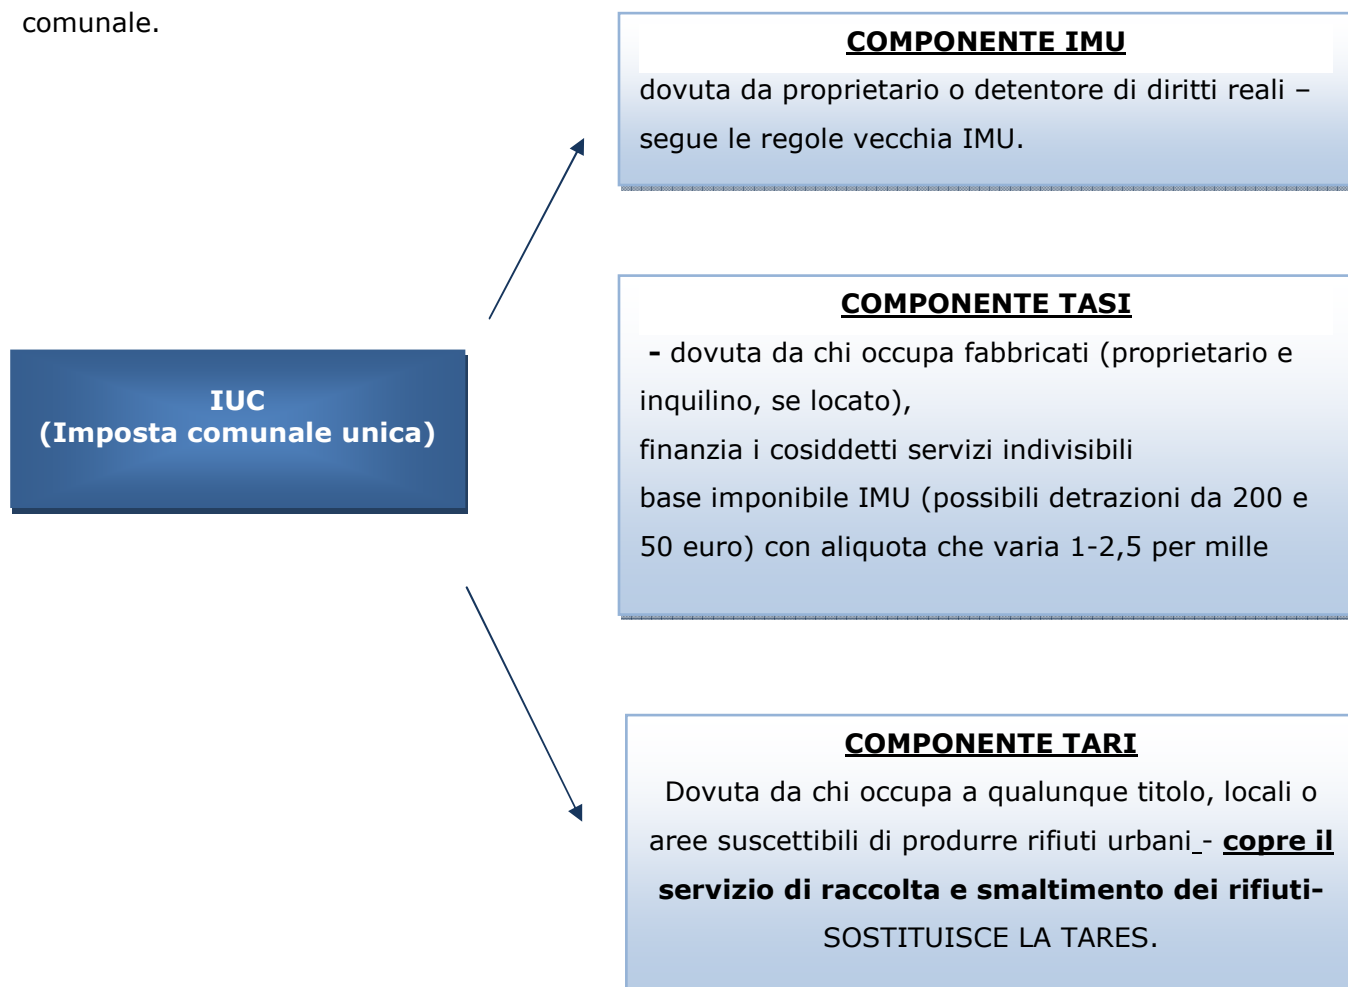 comunale.
COMPONENTE IMU
dovuta da proprietario o detentore di diritti reali –
segue le regole vecchia IMU.
COMPONENTE TASI
- dovuta da chi occupa fabbricati (proprietario e
inquilino, se locato),
finanzia i cosiddetti servizi indivisibili
base imponibile IMU (possibili detrazioni da 200 e
50 euro) con aliquota che varia 1-2,5 per mille
IUC
(Imposta comunale unica)
COMPONENTE TARI
Dovuta da chi occupa a qualunque titolo, locali o
aree suscettibili di produrre rifiuti urbani - copre il
servizio di raccolta e smaltimento dei rifiuti-
SOSTITUISCE LA TARES.